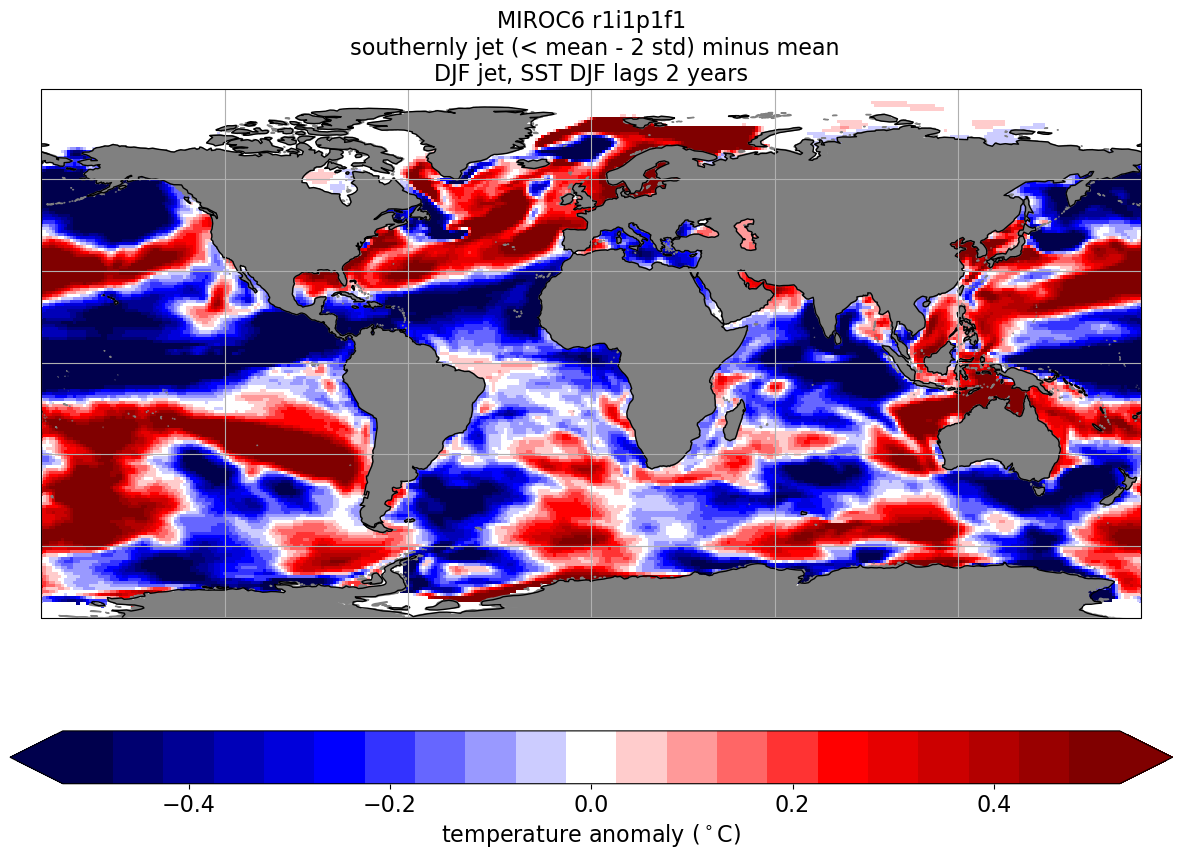 MIROC6 r1i1p1f1
southernly jet (< mean - 2 std) minus mean
DJF jet, SST DJF lags 2 years
−0.4 −0.2 0.0 0.2 0.4
temperature anomaly (°C)